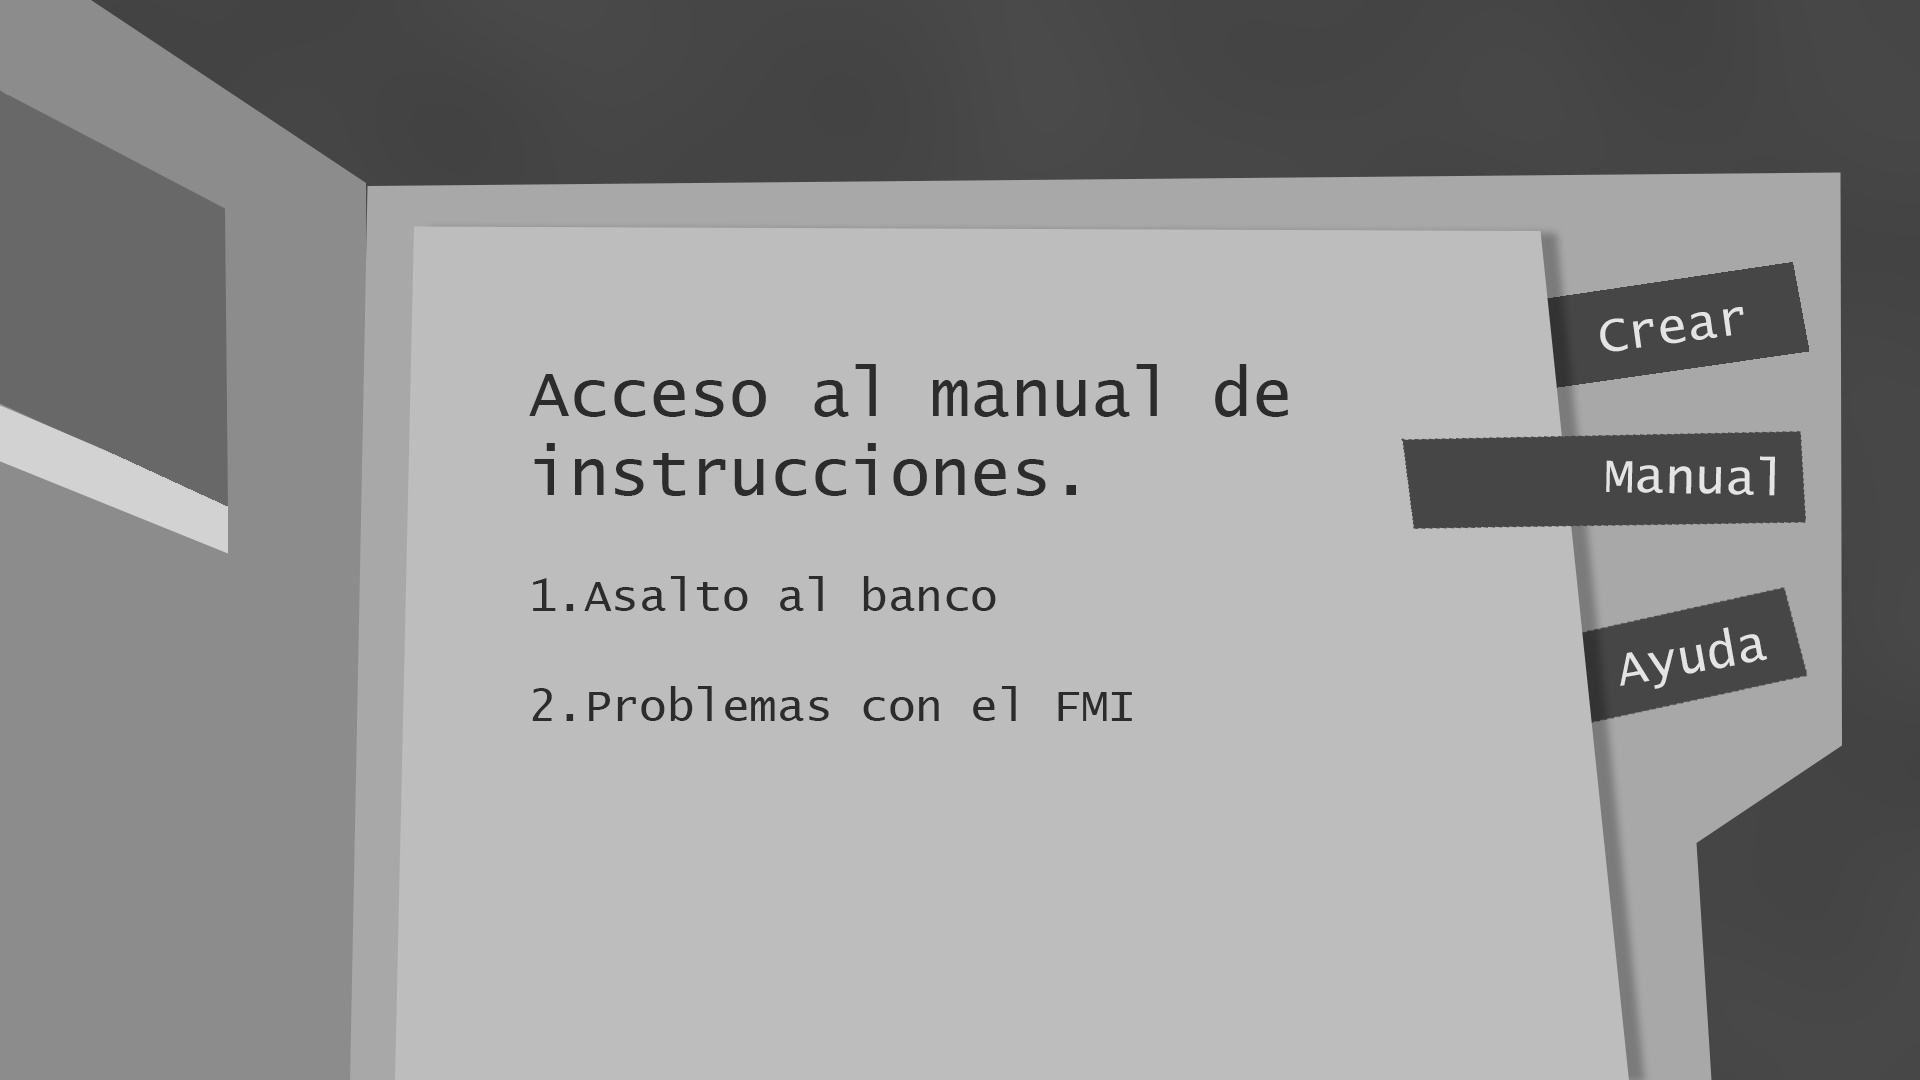 Acceso al manual de
instrucciones.
1.Asalto al banco
2.Problemas con el FMI
Crear
Manual
Ayuda